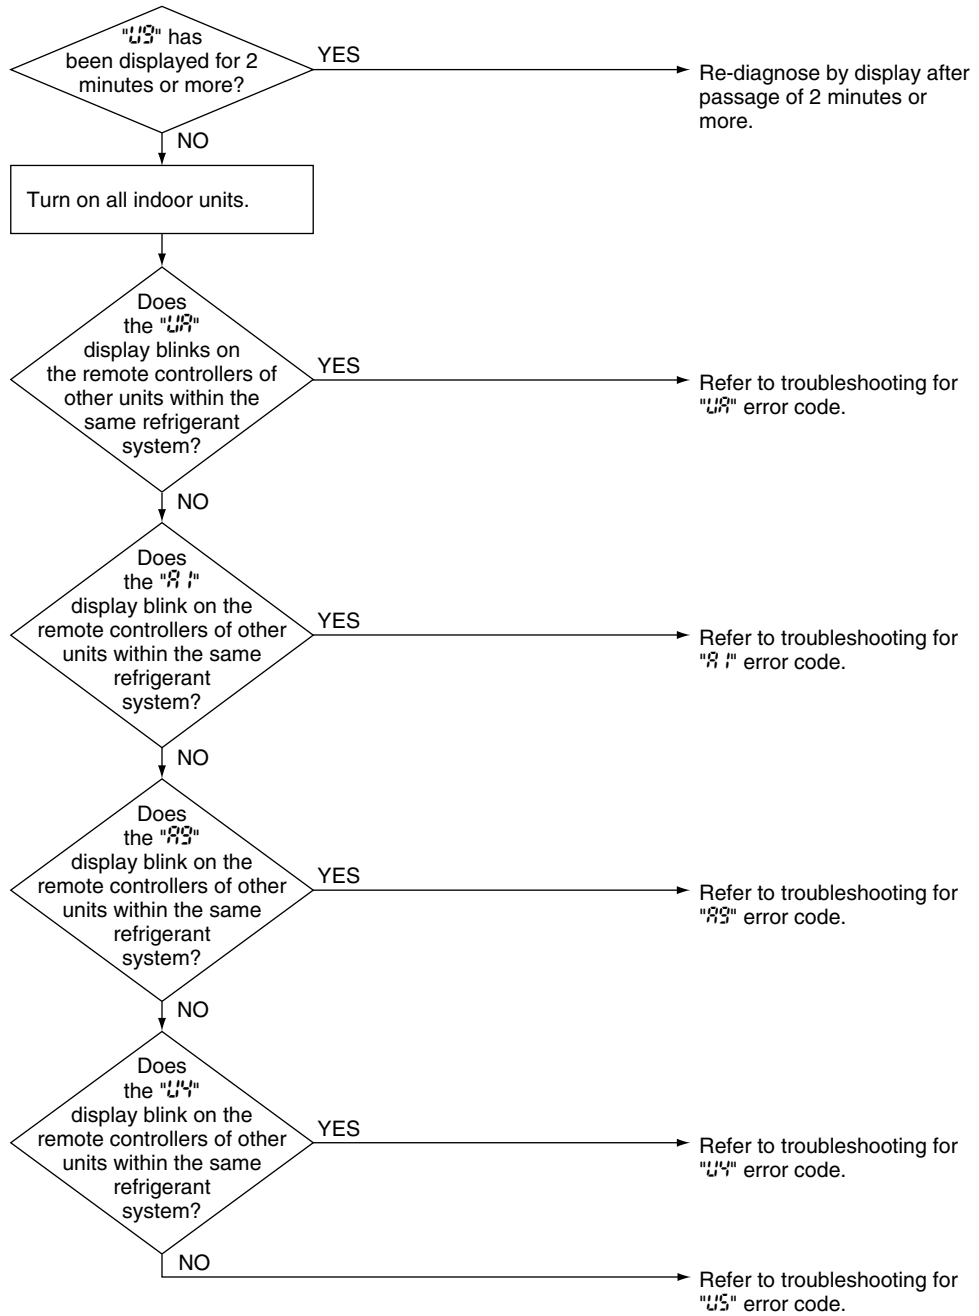 "U9" has
been displayed for 2
minutes or more?
YES
Re-diagnose by display after
passage of 2 minutes or
more.
NO
Turn on all indoor units.
Does
the "UA"
display blinks on
the remote controllers of
other units within the
same refrigerant
system?
YES
Refer to troubleshooting for
"UA" error code.
NO
Does
the "A1"
display blink on the
remote controllers of other
units within the same
refrigerant
system?
YES
Refer to troubleshooting for
"A1" error code.
NO
Does
the "A9"
display blink on the
remote controllers of other
units within the same
refrigerant
system?
YES
Refer to troubleshooting for
"A9" error code.
NO
Does
the "U4"
display blink on the
remote controllers of other
units within the same
refrigerant
system?
YES
Refer to troubleshooting for
"U4" error code.
NO
Refer to troubleshooting for
"U5" error code.